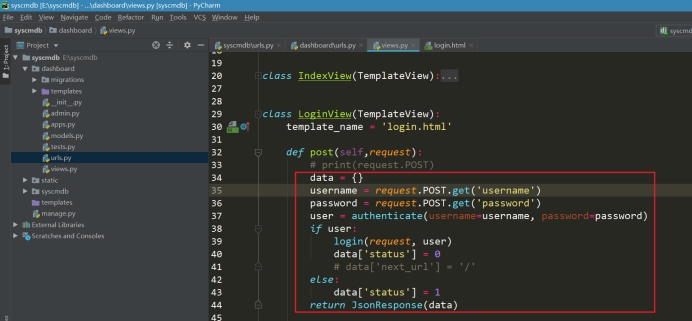 syscmdb [E:\syscmdb] - ...\dashboard\views.py [syscmdb] - PyCharm
File Edit View Navigate Code Refactor Run Tools VCS Window Help
syscmdb dashboard views.py
syscmd
Project
syscmdb\urls.py dashboard\urls.py views.py login.html
1: Project
syscmdb E:\syscmdb
dashboard
migrations
templates
__init__.py
admin.py
apps.py
models.py
tests.py
urls.py
views.py
static
syscmdb
templates
manage.py
External Libraries
Scratches and Consoles
19
20 class IndexView(TemplateView):...
27
28
29 class LoginView(TemplateView):
30 template_name = 'login.html'
31
32 def post(self,request):
33 # print(request.POST)
34 data = {}
35 username = request.POST.get('username')
36 password = request.POST.get('password')
37 user = authenticate(username=username, password=password)
38 if user:
39 login(request, user)
40 data['status'] = 0
41 # data['next_url'] = '/'
42 else:
43 data['status'] = 1
44 return JsonResponse(data)